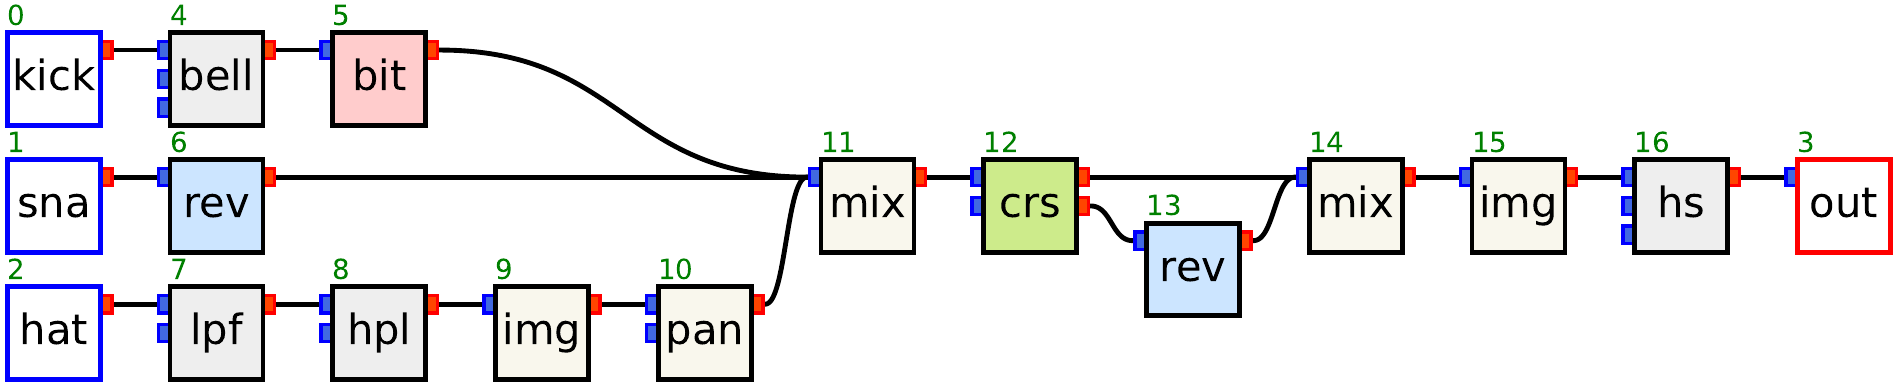 0 4 5
kick bell bit
1 6 11 12 14 15 16 3
sna rev mix crs mix img hs out
13
rev
2 7 8 9 10
hat lpf hpl img pan